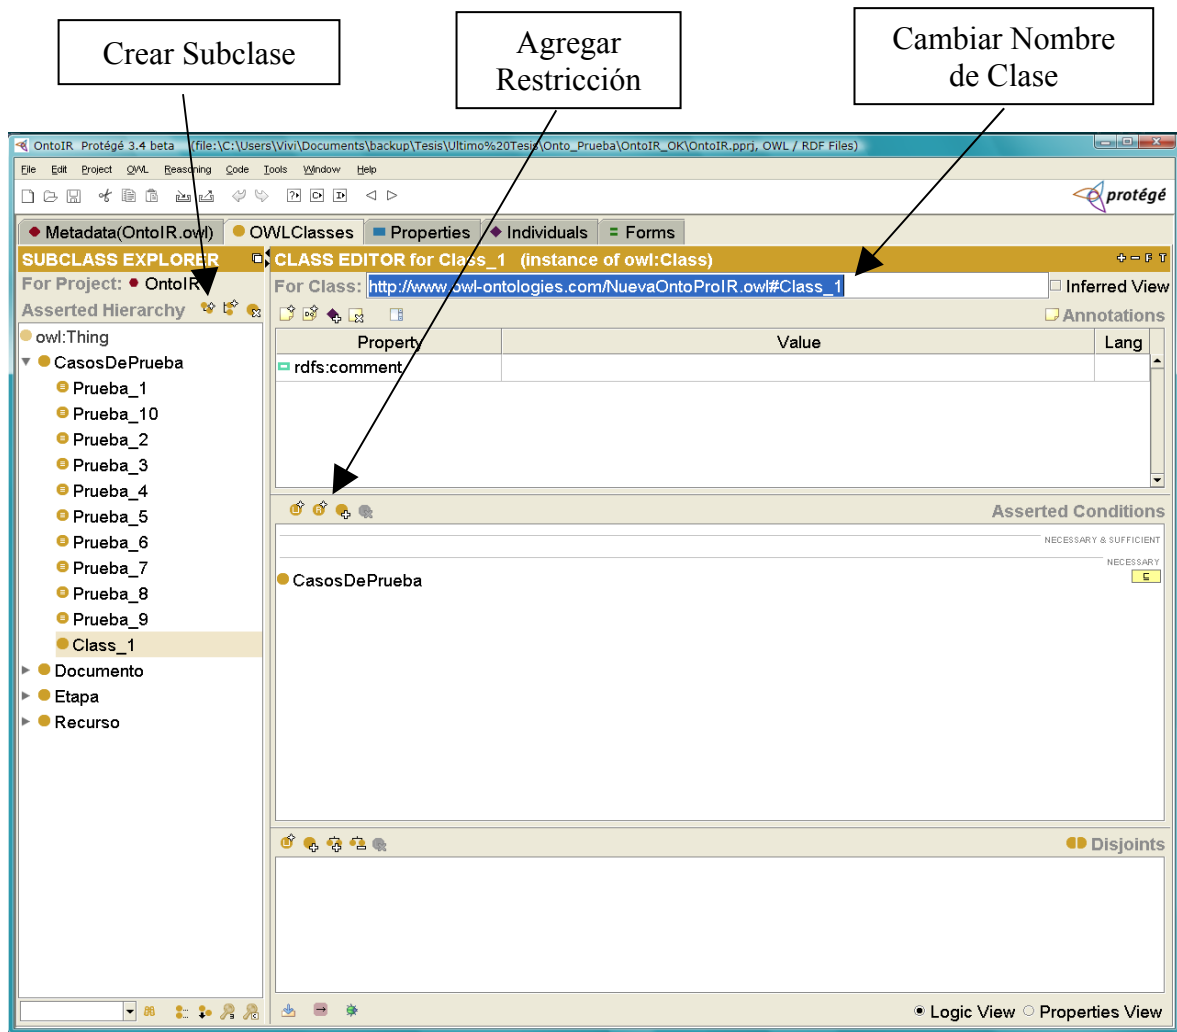 Crear Subclase
Agregar
Restricción
Cambiar Nombre
de Clase
OntoIR Protégé 3.4 beta (file:\C:\Users\Vivi\Documents\backup\Tesis\Ultimo%20Tesis\Onto_Prueba\OntoIR_OK\OntoIR.pprj, OWL / RDF Files)
File Edit Project OWL Reasoning Code Tools Window Help
protégé
Metadata(OntoIR.owl) OWLClasses Properties Individuals Forms
SUBCLASS EXPLORER
For Project: OntoIR
Asserted Hierarchy
owl:Thing
CasosDePrueba
Prueba_1
Prueba_10
Prueba_2
Prueba_3
Prueba_4
Prueba_5
Prueba_6
Prueba_7
Prueba_8
Prueba_9
Class_1
Documento
Etapa
Recurso
CLASS EDITOR for Class_1 (instance of owl:Class)
For Class: http://www.owl-ontologies.com/NuevaOntoProIR.owl#Class_1 Inferred View
Annotations
Property Value Lang
rdfs:comment
Asserted Conditions
NECESSARY & SUFFICIENT
NECESSARY
CasosDePrueba
Disjoints
Logic View Properties View